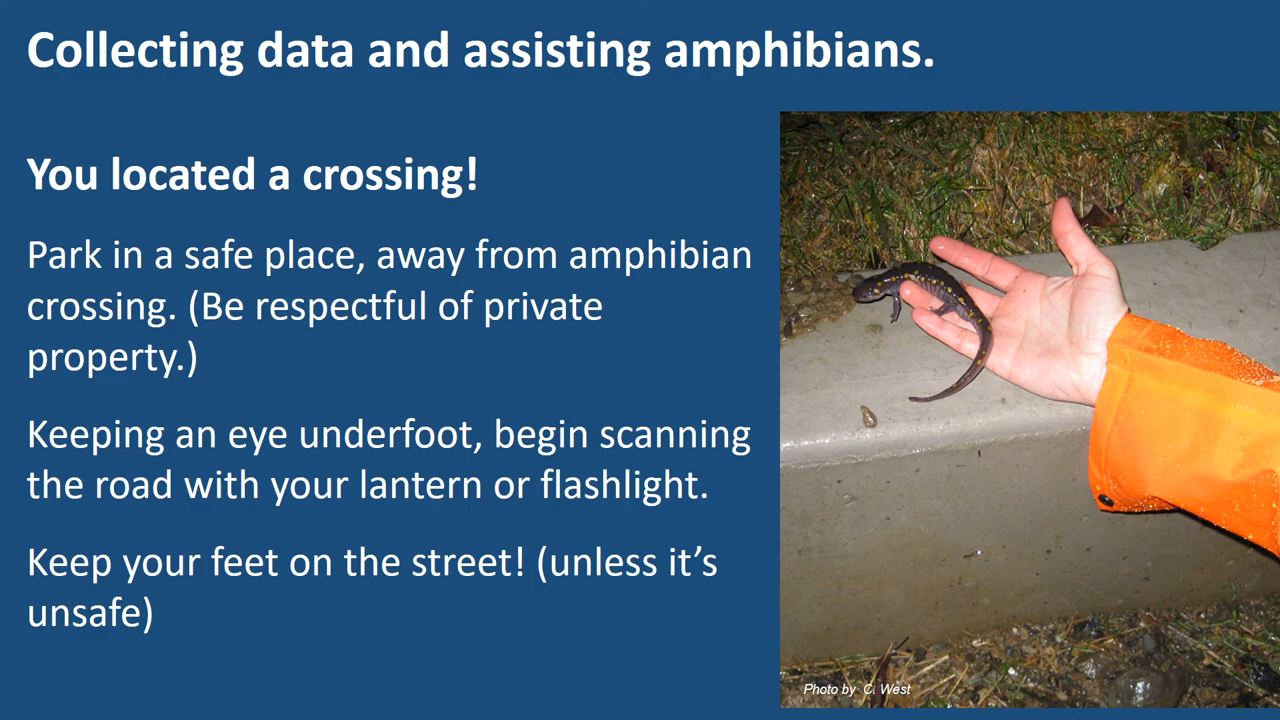 Collecting data and assisting amphibians.
You located a crossing!
Park in a safe place, away from amphibian
crossing. (Be respectful of private
property.)
Keeping an eye underfoot, begin scanning
the road with your lantern or flashlight.
Keep your feet on the street! (unless it’s
unsafe)
Photo by C. West